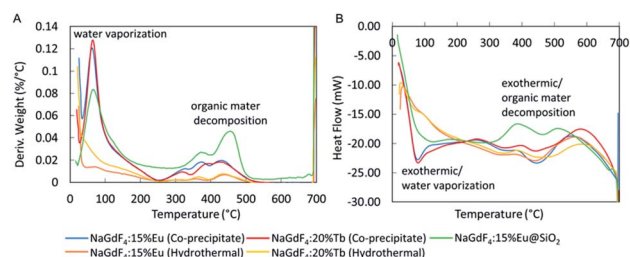 A
B
0.14
0.12
0.1
0.08
0.06
0.04
0.02
0
water vaporization
organic mater
decomposition
Deriv. Weight (%/°C)
0 100 200 300 400 500 600 700
Temperature (°C)
0.00
-5.00
-10.00
-15.00
-20.00
-25.00
-30.00
0 100 200 300 400 500 600 700
exothermic/
organic mater
decomposition
exothermic/
water vaporization
Heat Flow (mW)
Temperature (°C)
NaGdF₄:15%Eu (Co-precipitate) NaGdF₄:20%Tb (Co-precipitate) NaGdF₄:15%Eu@SiO₂
NaGdF₄:15%Eu (Hydrothermal) NaGdF₄:20%Tb (Hydrothermal)